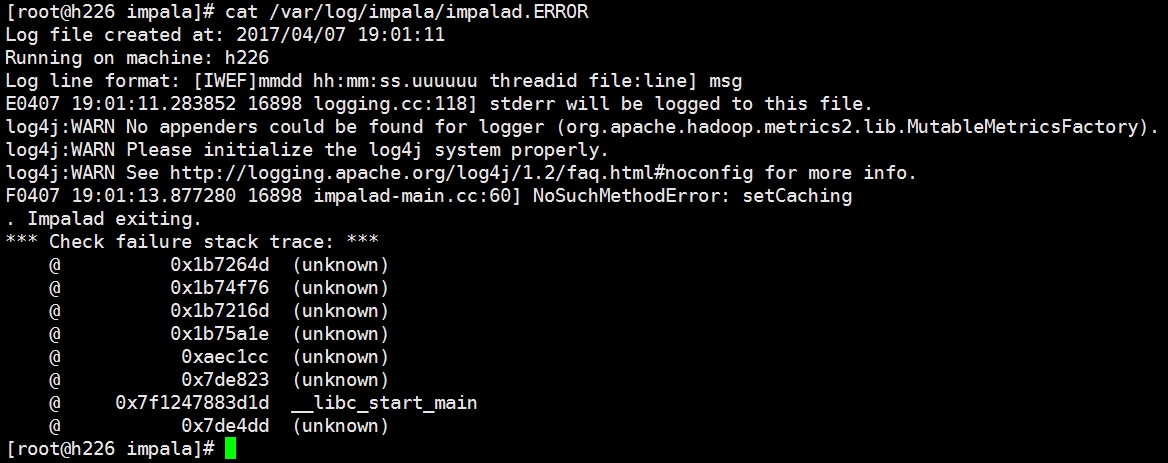 [root@h226 impala]# cat /var/log/impala/impalad.ERROR
Log file created at: 2017/04/07 19:01:11
Running on machine: h226
Log line format: [IWEF]mmdd hh:mm:ss.uuuuuu threadid file:line] msg
E0407 19:01:11.283852 16898 logging.cc:118] stderr will be logged to this file.
log4j:WARN No appenders could be found for logger (org.apache.hadoop.metrics2.lib.MutableMetricsFactory).
log4j:WARN Please initialize the log4j system properly.
log4j:WARN See http://logging.apache.org/log4j/1.2/faq.html#noconfig for more info.
F0407 19:01:13.877280 16898 impalad-main.cc:60] NoSuchMethodError: setCaching
. Impalad exiting.
*** Check failure stack trace: ***
    @          0x1b7264d  (unknown)
    @          0x1b74f76  (unknown)
    @          0x1b7216d  (unknown)
    @          0x1b75a1e  (unknown)
    @           0xaec1cc  (unknown)
    @           0x7de823  (unknown)
    @     0x7f1247883d1d  __libc_start_main
    @           0x7de4dd  (unknown)
[root@h226 impala]#